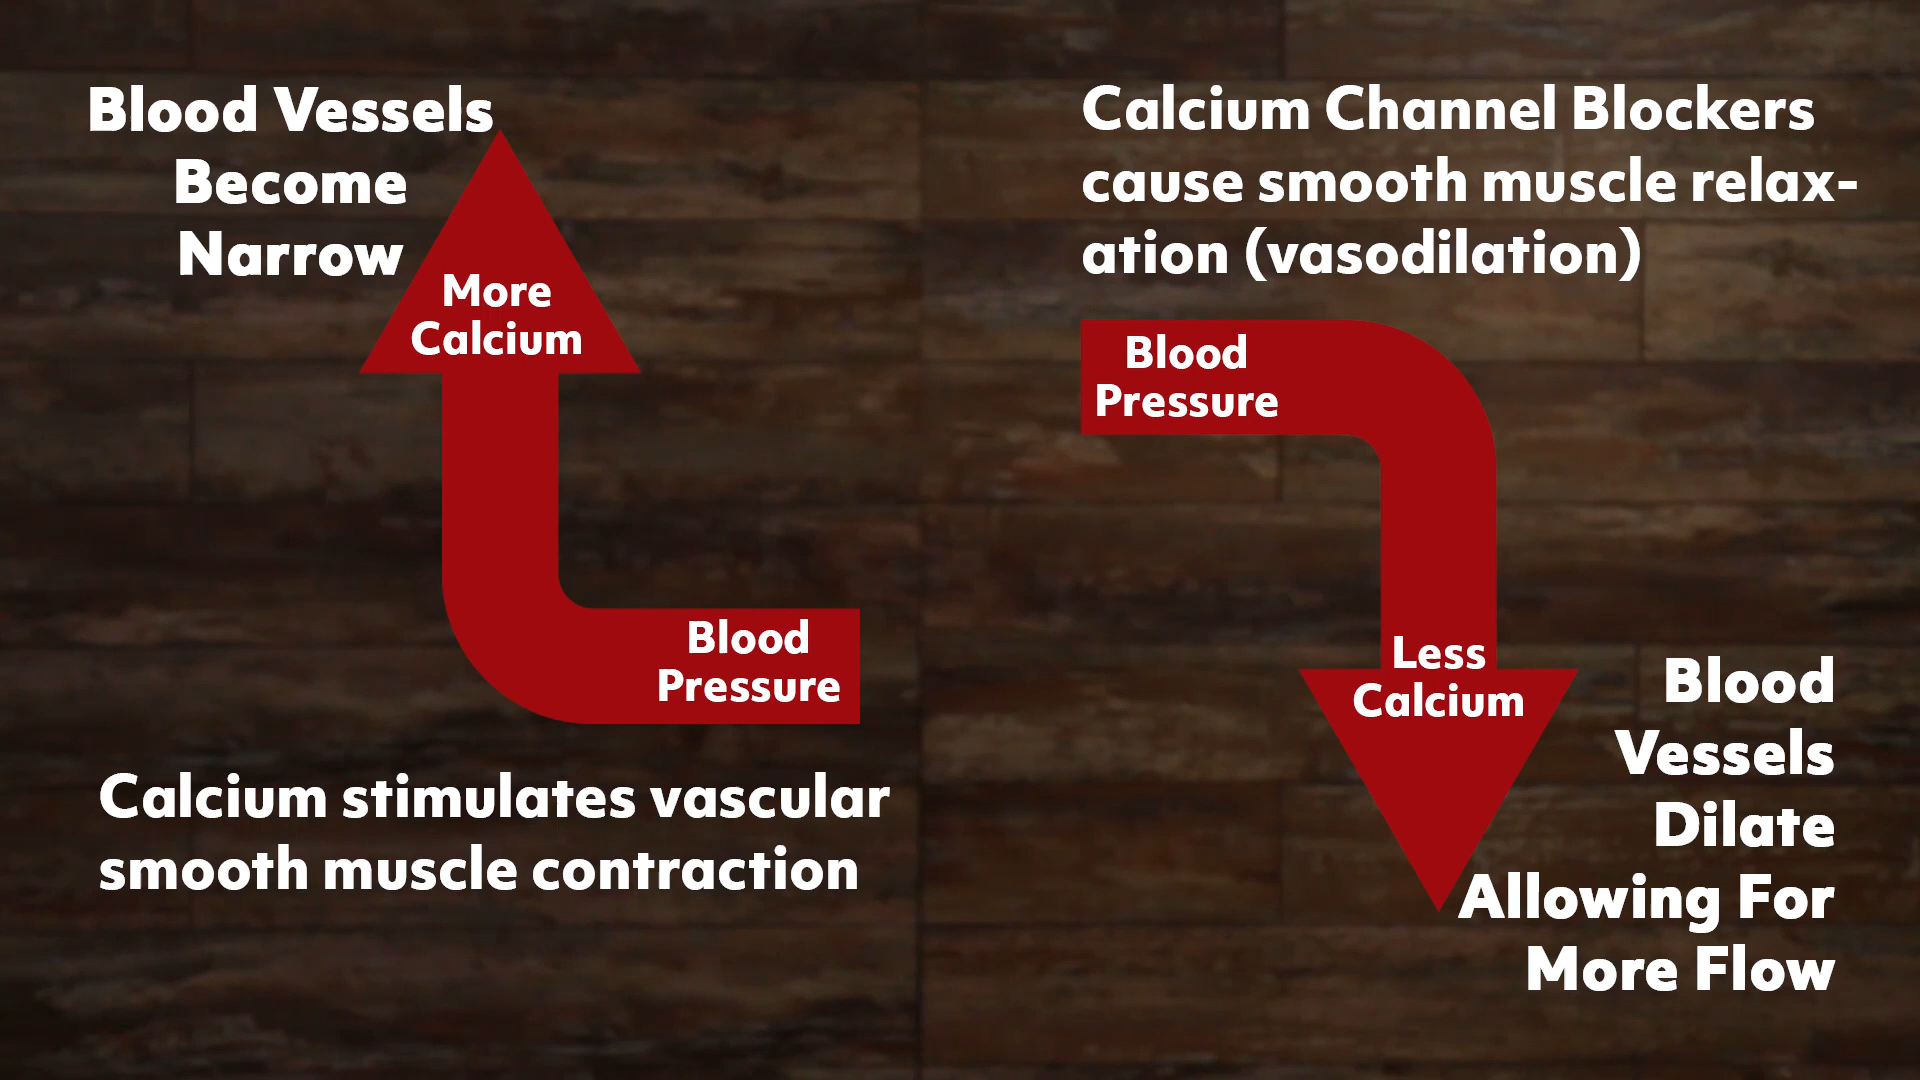 Blood Vessels
Become
Narrow
More
Calcium
Blood
Pressure
Calcium stimulates vascular
smooth muscle contraction
Calcium Channel Blockers
cause smooth muscle relax-
ation (vasodilation)
Blood
Pressure
Less
Calcium
Blood
Vessels
Dilate
Allowing For
More Flow